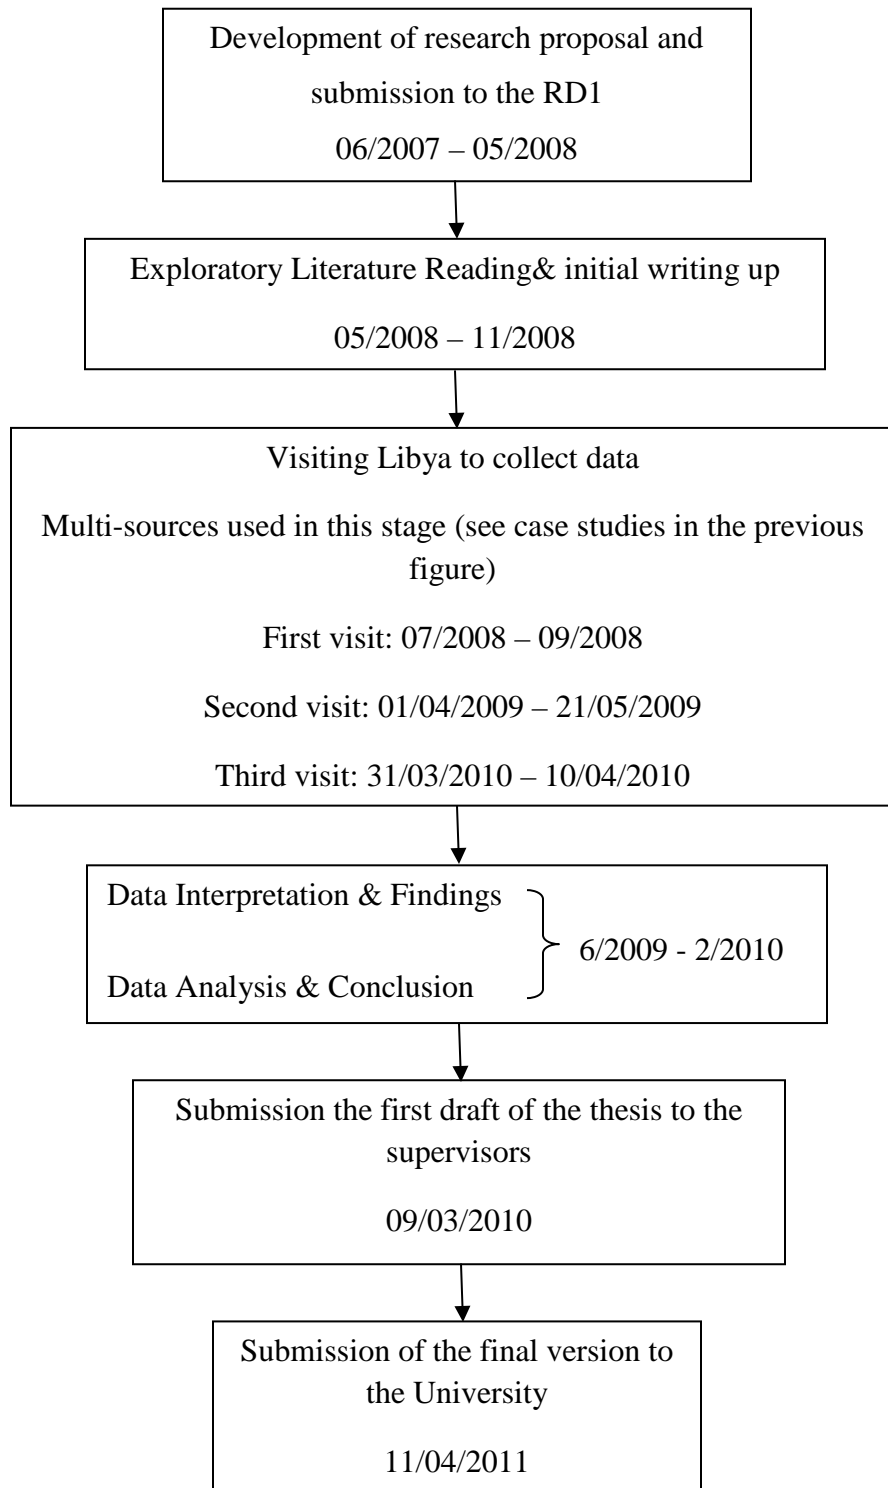 Development of research proposal and
submission to the RD1
06/2007 – 05/2008
Exploratory Literature Reading& initial writing up
05/2008 – 11/2008
Visiting Libya to collect data
Multi-sources used in this stage (see case studies in the previous
figure)
First visit: 07/2008 – 09/2008
Second visit: 01/04/2009 – 21/05/2009
Third visit: 31/03/2010 – 10/04/2010
Data Interpretation & Findings
6/2009 - 2/2010
Data Analysis & Conclusion
Submission the first draft of the thesis to the
supervisors
09/03/2010
Submission of the final version to
the University
11/04/2011